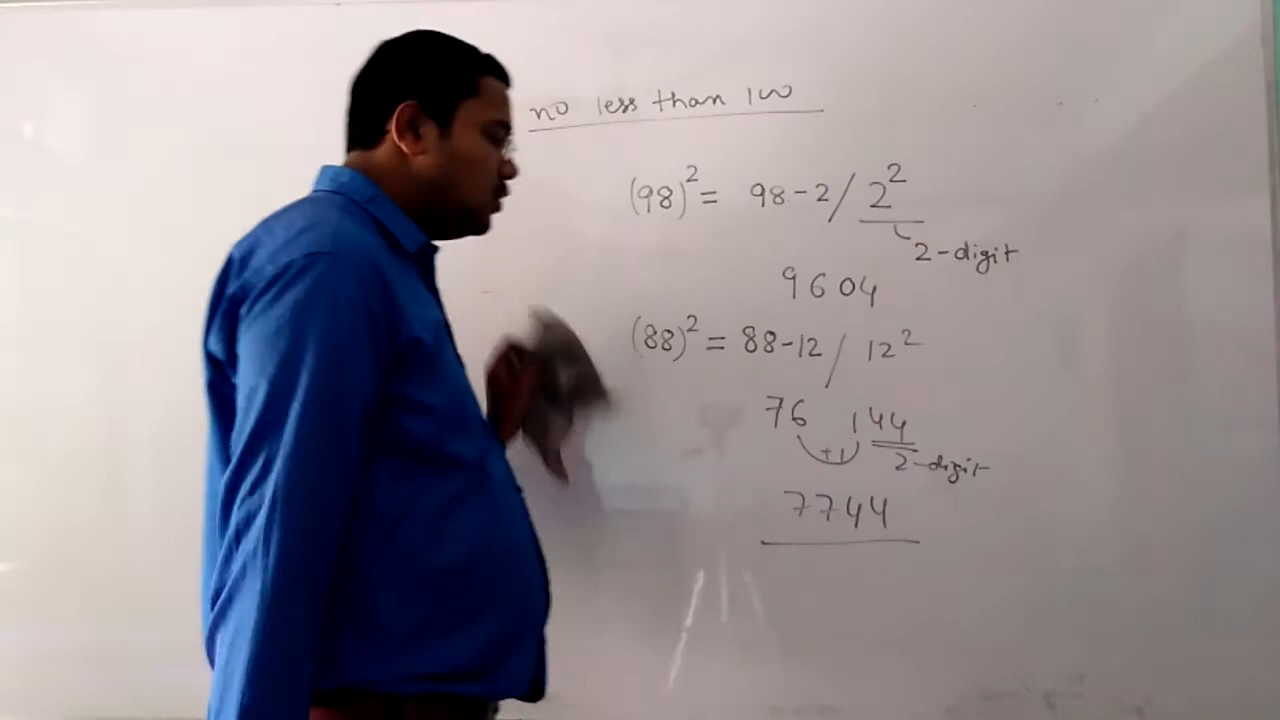 no less than 100
(98)² = 98-2 / 2²
2-digit
9604
(88)² = 88-12 / 12²
76 144
+1
2-digit
7744